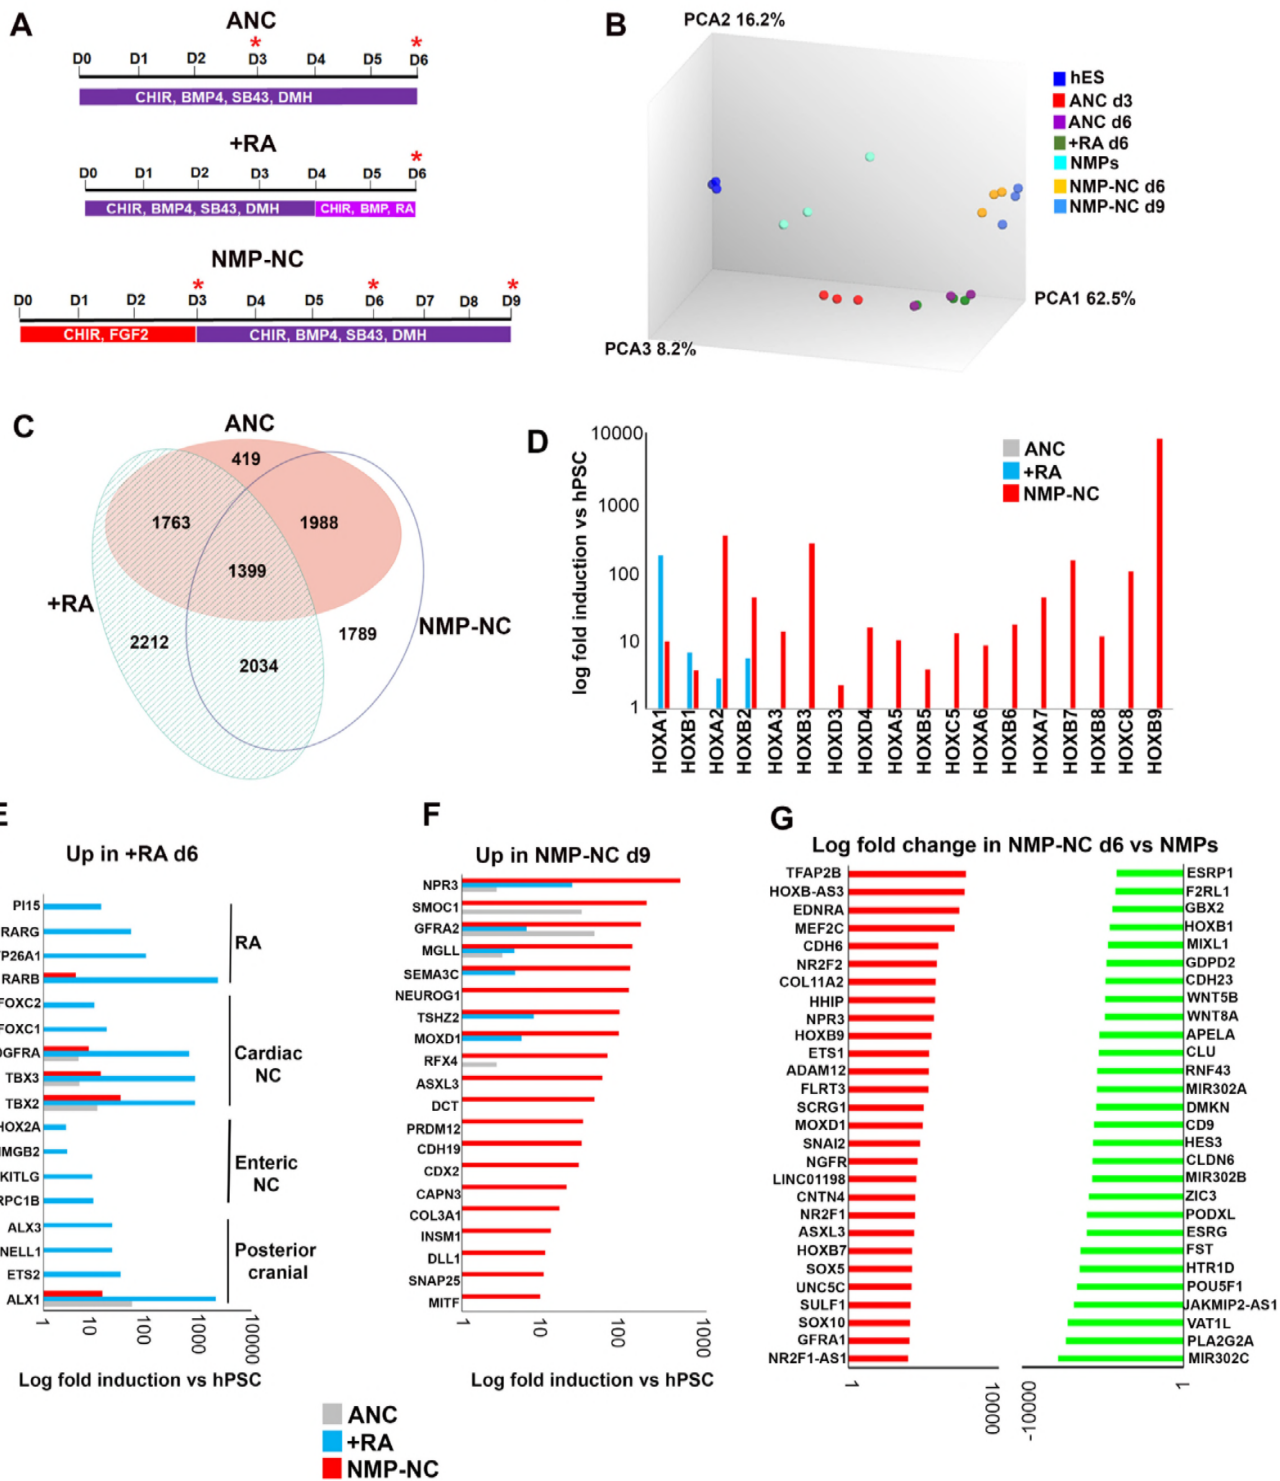 A
ANC
* *
D0 D1 D2 D3 D4 D5 D6
CHIR, BMP4, SB43, DMH
+RA
*
D0 D1 D2 D3 D4 D5 D6
CHIR, BMP4, SB43, DMH CHIR, BMP, RA
NMP-NC
* * *
D0 D1 D2 D3 D4 D5 D6 D7 D8 D9
CHIR, FGF2 CHIR, BMP4, SB43, DMH
B
PCA2 16.2%
PCA1 62.5%
PCA3 8.2%
hES
ANC d3
ANC d6
+RA d6
NMPs
NMP-NC d6
NMP-NC d9
C
ANC
419
1763
1988
1399
+RA
NMP-NC
2212
1789
2034
D
log fold induction vs hPSC
10000
1000
100
10
1
ANC
+RA
NMP-NC
HOXA1
HOXB1
HOXA2
HOXB2
HOXA3
HOXB3
HOXD3
HOXD4
HOXA5
HOXB5
HOXC5
HOXA6
HOXB6
HOXA7
HOXB7
HOXB8
HOXC8
HOXB9
E
Up in +RA d6
PI15
RARG
P26A1
RARB
FOXC2
FOXC1
GFRA
TBX3
TBX2
HOX2A
MGB2
KITLG
RPC1B
ALX3
NELL1
ETS2
ALX1
RA
Cardiac
NC
Enteric
NC
Posterior
cranial
1 10 100 1000 10000
Log fold induction vs hPSC
F
Up in NMP-NC d9
NPR3
SMOC1
GFRA2
MGLL
SEMA3C
NEUROG1
TSHZ2
MOXD1
RFX4
ASXL3
DCT
PRDM12
CDH19
CDX2
CAPN3
COL3A1
INSM1
DLL1
SNAP25
MITF
1 10 100 1000
Log fold induction vs hPSC
ANC
+RA
NMP-NC
G
Log fold change in NMP-NC d6 vs NMPs
TFAP2B
HOXB-AS3
EDNRA
MEF2C
CDH6
NR2F2
COL11A2
HHIP
NPR3
HOXB9
ETS1
ADAM12
FLRT3
SCRG1
MOXD1
SNAI2
NGFR
LINC01198
CNTN4
NR2F1
ASXL3
HOXB7
SOX5
UNC5C
SULF1
SOX10
GFRA1
NR2F1-AS1
1 100000
ESRP1
F2RL1
GBX2
HOXB1
MIXL1
GDPD2
CDH23
WNT5B
WNT8A
APELA
CLU
RNF43
MIR302A
DMKN
CD9
HES3
CLDN6
MIR302B
ZIC3
PODXL
ESRG
FST
HTR1D
POU5F1
JAKMIP2-AS1
VAT1L
PLA2G2A
MIR302C
-10000 1